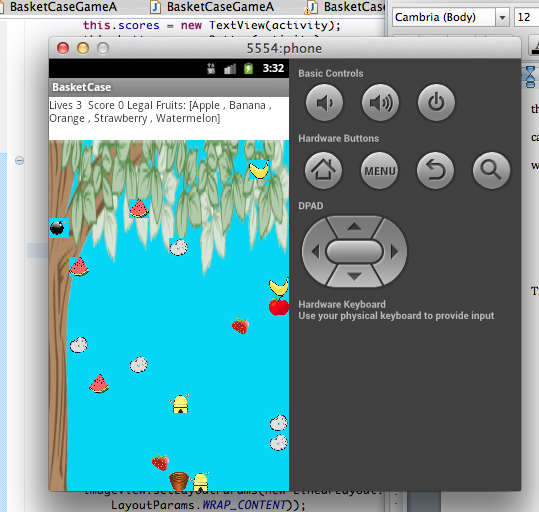 BasketCaseGameA
BasketCaseGameA
BasketCase
Cambria (Body)
12
this.scores = new TextView(activity);
5554:phone
3:32
BasketCase
Lives 3 Score 0 Legal Fruits: [Apple , Banana ,
Orange , Strawberry , Watermelon]
Basic Controls
Hardware Buttons
MENU
DPAD
Hardware Keyboard
Use your physical keyboard to provide input
LayoutParams.WRAP_CONTENT));